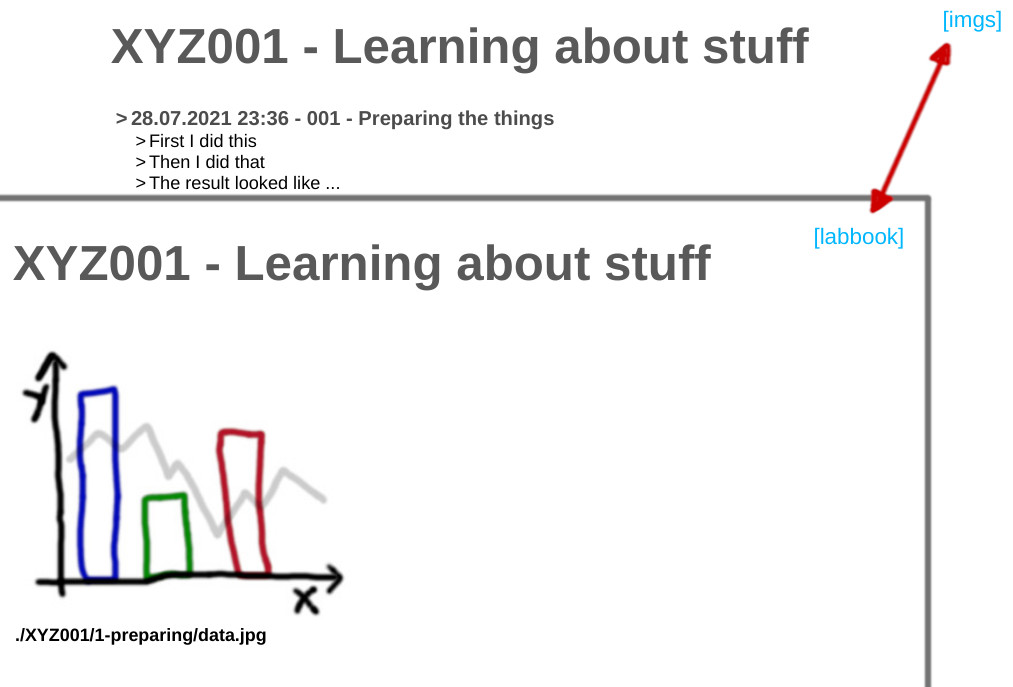 [imgs]
XYZ001 - Learning about stuff
> 28.07.2021 23:36 - 001 - Preparing the things
> First I did this
> Then I did that
> The result looked like ...
[labbook]
XYZ001 - Learning about stuff
Y
X
./XYZ001/1-preparing/data.jpg